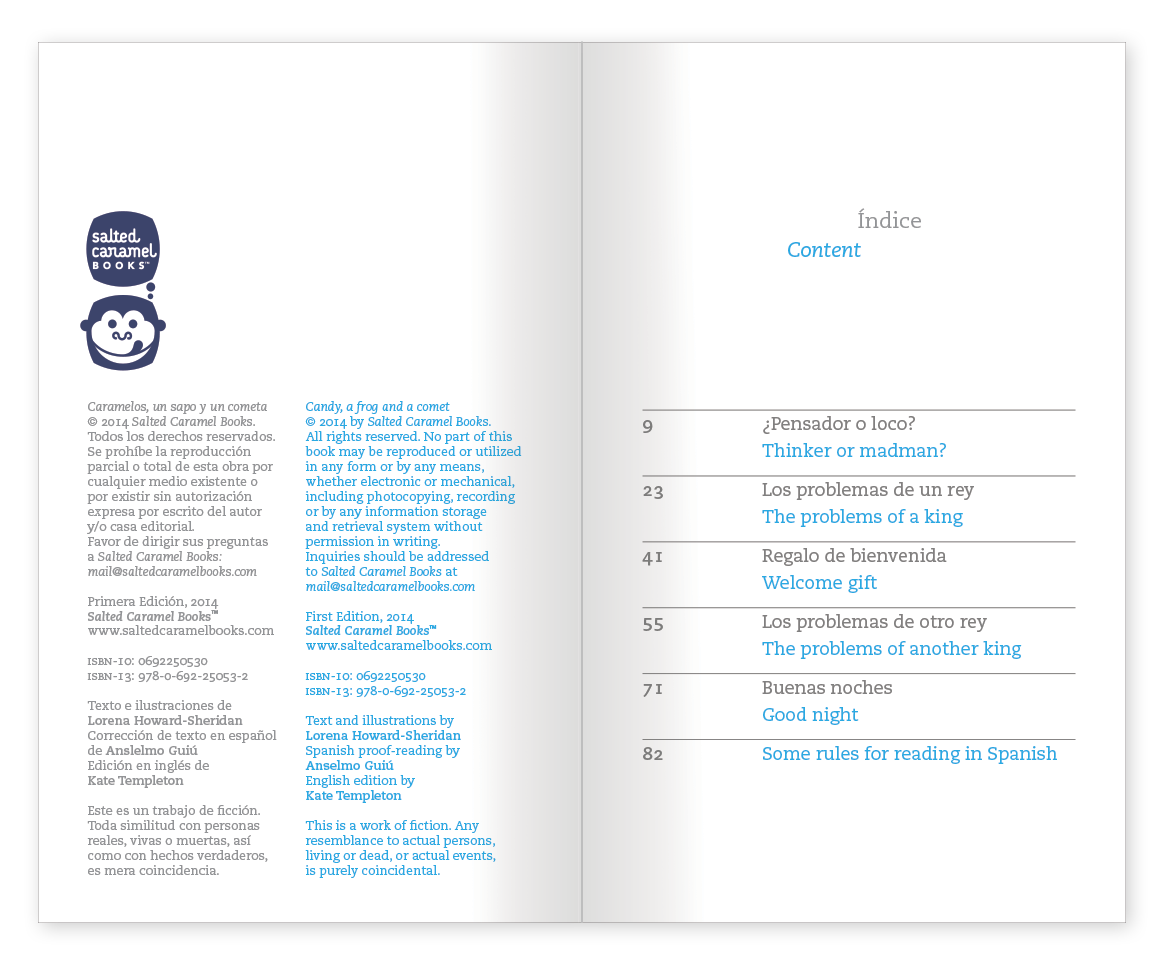 salted
caramel
BOOKS™
Caramelos, un sapo y un cometa
© 2014 Salted Caramel Books.
Todos los derechos reservados.
Se prohíbe la reproducción
parcial o total de esta obra por
cualquier medio existente o
por existir sin autorización
expresa por escrito del autor
y/o casa editorial.
Favor de dirigir sus preguntas
a Salted Caramel Books:
mail@saltedcaramelbooks.com
Primera Edición, 2014
Salted Caramel Books™
www.saltedcaramelbooks.com
ISBN-10: 0692250530
ISBN-13: 978-0-692-25053-2
Texto e ilustraciones de
Lorena Howard-Sheridan
Corrección de texto en español
de Anslelmo Guiú
Edición en inglés de
Kate Templeton
Este es un trabajo de ficción.
Toda similitud con personas
reales, vivas o muertas, así
como con hechos verdaderos,
es mera coincidencia.
Candy, a frog and a comet
© 2014 by Salted Caramel Books.
All rights reserved. No part of this
book may be reproduced or utilized
in any form or by any means,
whether electronic or mechanical,
including photocopying, recording
or by any information storage
and retrieval system without
permission in writing.
Inquiries should be addressed
to Salted Caramel Books at
mail@saltedcaramelbooks.com
First Edition, 2014
Salted Caramel Books™
www.saltedcaramelbooks.com
ISBN-10: 0692250530
ISBN-13: 978-0-692-25053-2
Text and illustrations by
Lorena Howard-Sheridan
Spanish proof-reading by
Anselmo Guiú
English edition by
Kate Templeton
This is a work of fiction. Any
resemblance to actual persons,
living or dead, or actual events,
is purely coincidental.
Índice
Content
9 ¿Pensador o loco?
Thinker or madman?
23 Los problemas de un rey
The problems of a king
41 Regalo de bienvenida
Welcome gift
55 Los problemas de otro rey
The problems of another king
71 Buenas noches
Good night
82 Some rules for reading in Spanish